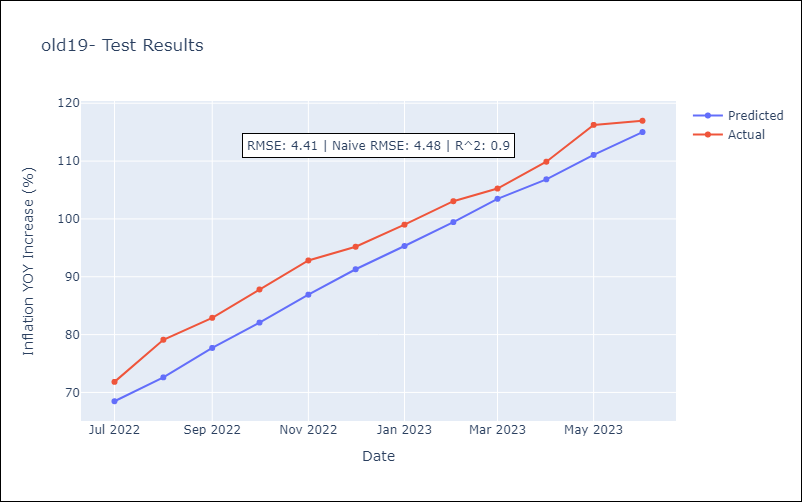 old19- Test Results
120
110
100
90
80
70
Inflation YOY Increase (%)
RMSE: 4.41 | Naive RMSE: 4.48 | R^2: 0.9
Predicted
Actual
Jul 2022
Sep 2022
Nov 2022
Jan 2023
Mar 2023
May 2023
Date